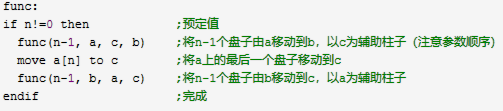 func:
if n!=0 then ;预定值
func(n-1, a, c, b) ;将n-1个盘子由a移动到b，以c为辅助柱子（注意参数顺序）
move a[n] to c ;将a上的最后一个盘子移动到c
func(n-1, b, a, c) ;将n-1个盘子由b移动到c，以a为辅助柱子
endif ;完成